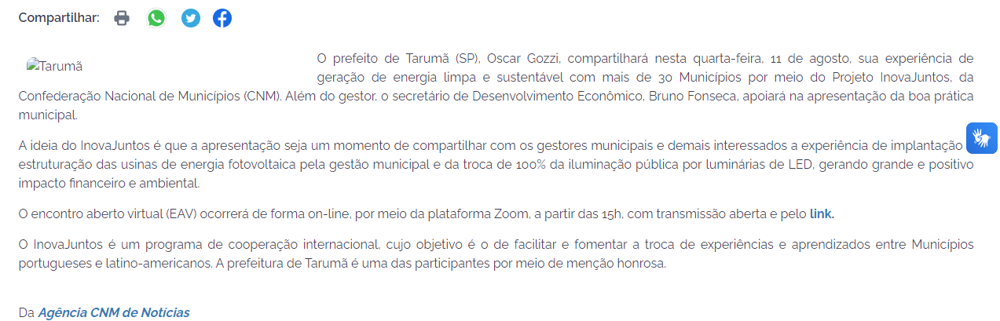 Compartilhar:
Tarumã
O prefeito de Tarumã (SP), Oscar Gozzi, compartilhará nesta quarta-feira, 11 de agosto, sua experiência de
geração de energia limpa e sustentável com mais de 30 Municípios por meio do Projeto InovaJuntos, da
Confederação Nacional de Municípios (CNM). Além do gestor, o secretário de Desenvolvimento Econômico, Bruno Fonseca, apoiará na apresentação da boa prática
municipal.
A ideia do InovaJuntos é que a apresentação seja um momento de compartilhar com os gestores municipais e demais interessados a experiência de implantação
estruturação das usinas de energia fotovoltaica pela gestão municipal e da troca de 100% da iluminação pública por luminárias de LED, gerando grande e positivo
impacto financeiro e ambiental.
O encontro aberto virtual (EAV) ocorrerá de forma on-line, por meio da plataforma Zoom, a partir das 15h, com transmissão aberta e pelo link.
O InovaJuntos é um programa de cooperação internacional, cujo objetivo é o de facilitar e fomentar a troca de experiências e aprendizados entre Municípios
portugueses e latino-americanos. A prefeitura de Tarumã é uma das participantes por meio de menção honrosa.
Da Agência CNM de Notícias